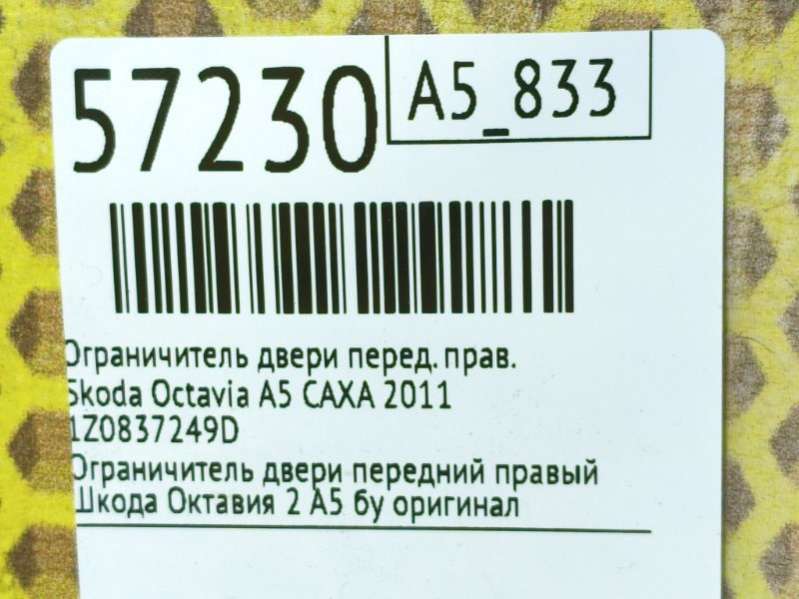 57230
A5_833
Ограничитель двери перед. прав.
Skoda Octavia A5 CAXA 2011
1Z0837249D
Ограничитель двери передний правый
Шкода Октавия 2 А5 бу оригинал